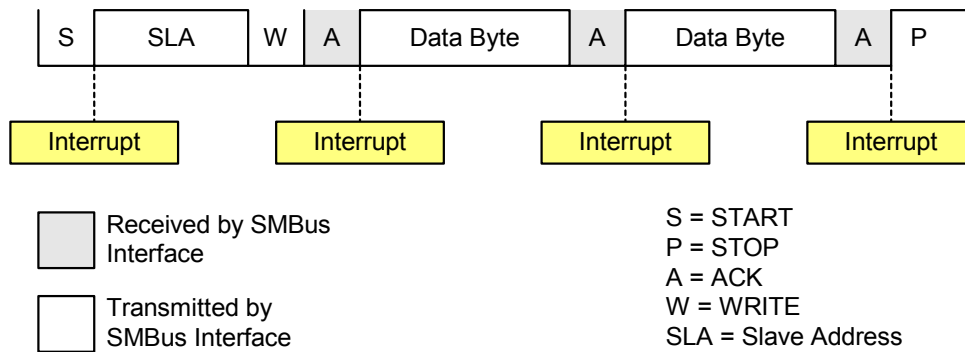 S SLA W A Data Byte A Data Byte A P
Interrupt Interrupt Interrupt Interrupt
Received by SMBus
Interface
Transmitted by
SMBus Interface
S = START
P = STOP
A = ACK
W = WRITE
SLA = Slave Address